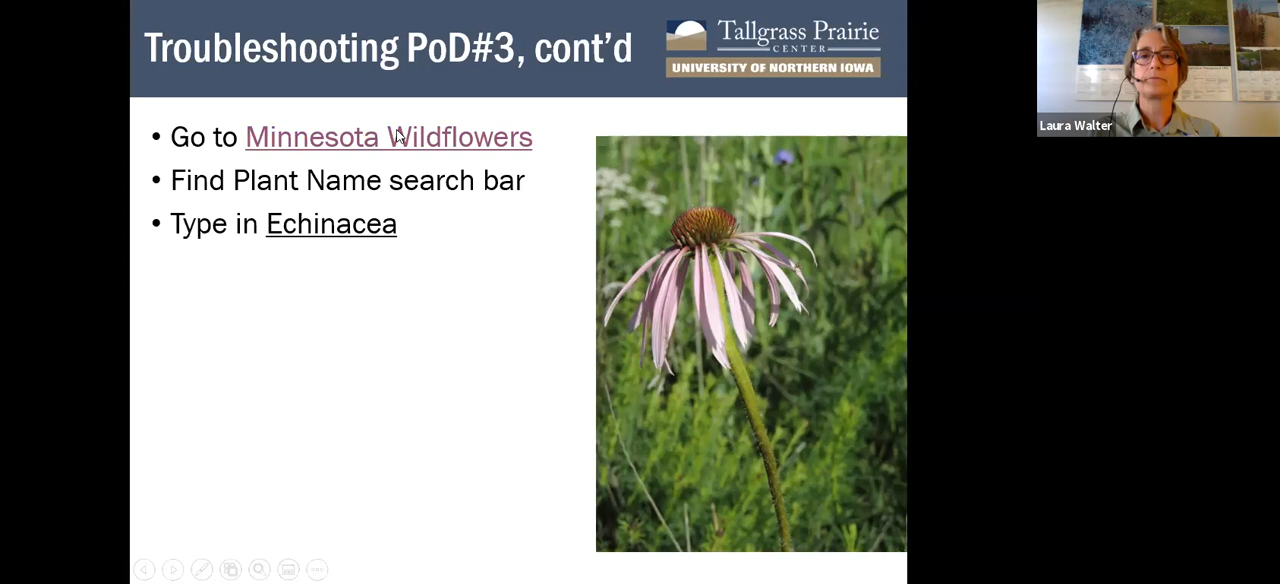 Troubleshooting PoD#3, cont'd
Tallgrass Prairie
CENTER
UNIVERSITY OF NORTHERN IOWA
Laura Walter
• Go to Minnesota Wildflowers
• Find Plant Name search bar
• Type in Echinacea